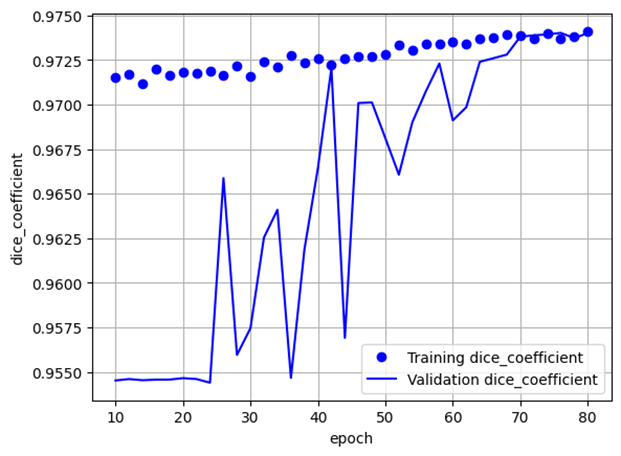 0.9750
0.9725
0.9700
0.9675
0.9650
0.9625
0.9600
0.9575
0.9550
dice_coefficient
10 20 30 40 50 60 70 80
epoch
Training dice_coefficient
Validation dice_coefficient